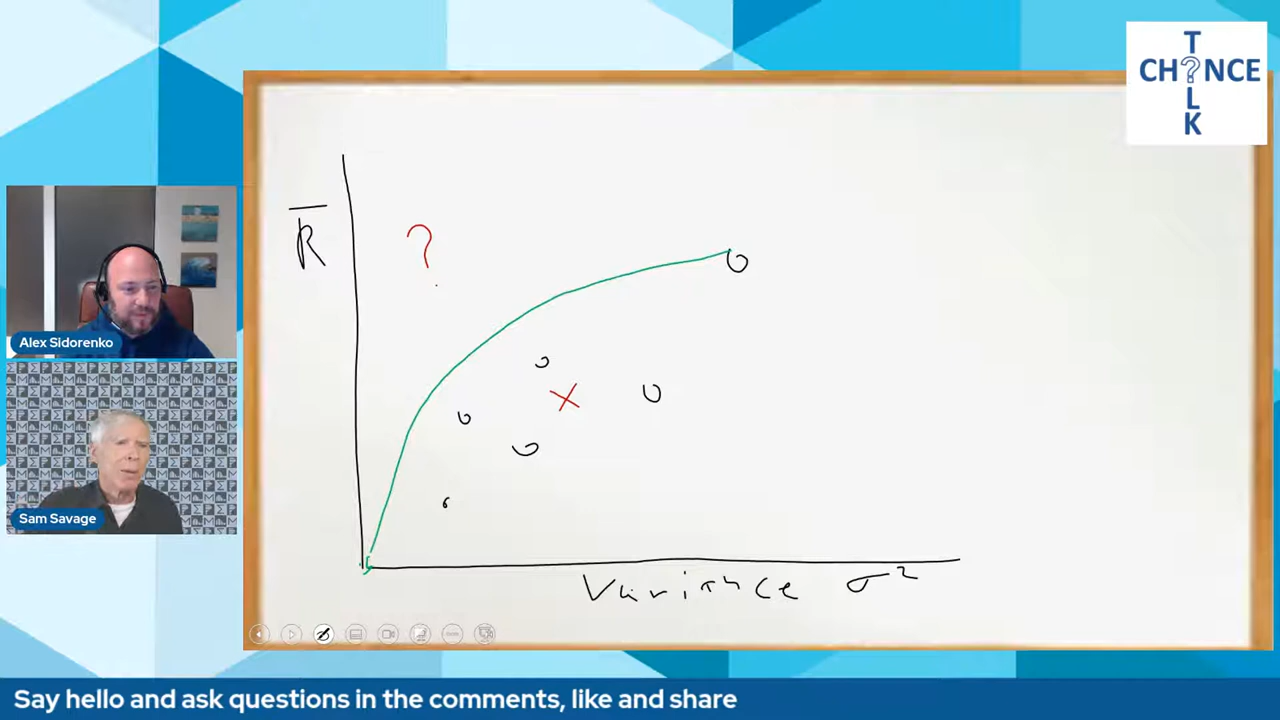 T
CH?NCE
L
K
R
?
X
Variance σ²
Alex Sidorenko
Sam Savage
Say hello and ask questions in the comments, like and share